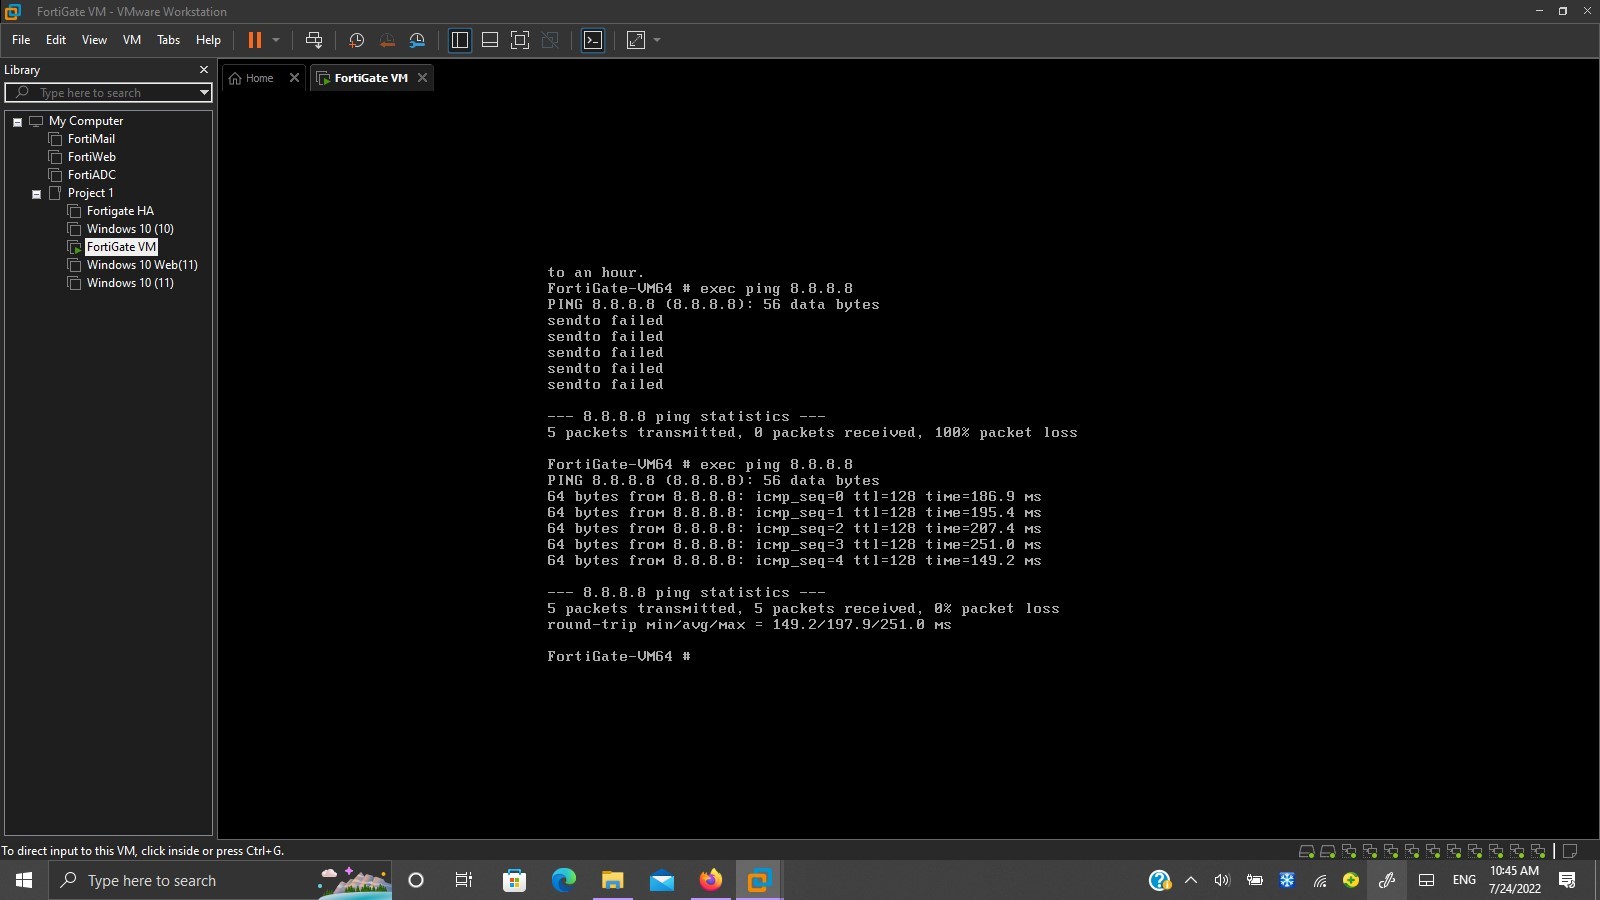 FortiGate VM - VMware Workstation
File Edit View VM Tabs Help
Library
Type here to search
My Computer
FortiMail
FortiWeb
FortiADC
Project 1
Fortigate HA
Windows 10 (10)
FortiGate VM
Windows 10 Web(11)
Windows 10 (11)
Home
FortiGate VM
to an hour.
FortiGate-VM64 # exec ping 8.8.8.8
PING 8.8.8.8 (8.8.8.8): 56 data bytes
sendto failed
sendto failed
sendto failed
sendto failed
sendto failed
--- 8.8.8.8 ping statistics ---
5 packets transmitted, 0 packets received, 100% packet loss
FortiGate-VM64 # exec ping 8.8.8.8
PING 8.8.8.8 (8.8.8.8): 56 data bytes
64 bytes from 8.8.8.8: icmp_seq=0 ttl=128 time=186.9 ms
64 bytes from 8.8.8.8: icmp_seq=1 ttl=128 time=195.4 ms
64 bytes from 8.8.8.8: icmp_seq=2 ttl=128 time=207.4 ms
64 bytes from 8.8.8.8: icmp_seq=3 ttl=128 time=251.0 ms
64 bytes from 8.8.8.8: icmp_seq=4 ttl=128 time=149.2 ms
--- 8.8.8.8 ping statistics ---
5 packets transmitted, 5 packets received, 0% packet loss
round-trip min/avg/max = 149.2/197.9/251.0 ms
FortiGate-VM64 #
To direct input to this VM, click inside or press Ctrl+G.
Type here to search
ENG
10:45 AM
7/24/2022